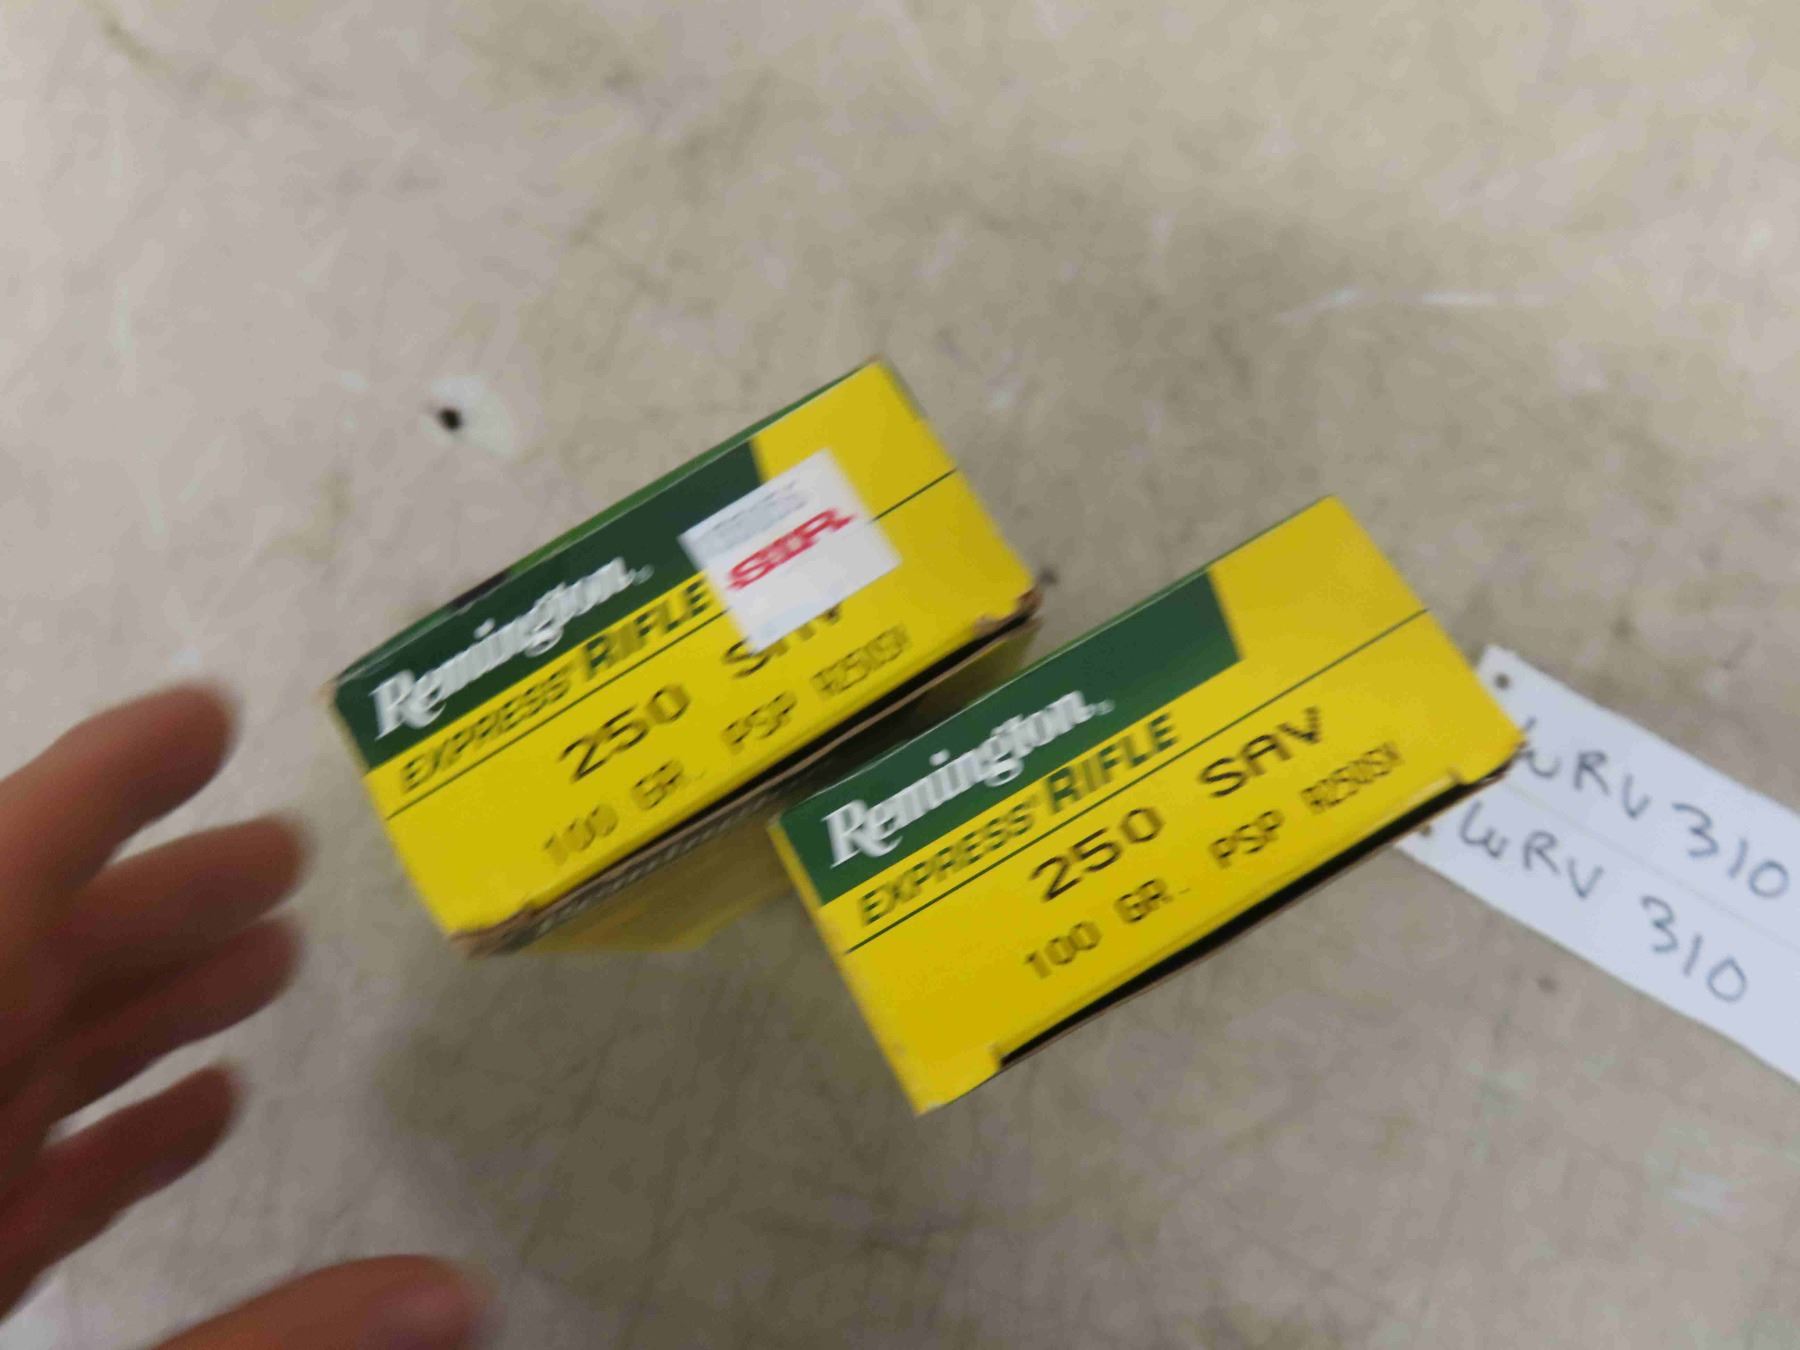 Remington
EXPRESS RIFLE
250 SAV
100 GR. PSP R250SV
SIR
Remington
EXPRESS RIFLE
250 SAV
100 GR. PSP R250SV
WRV 310
WRV 310